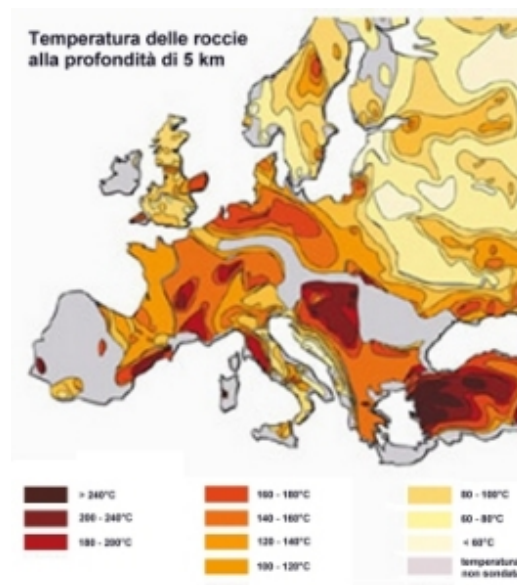 Temperatura delle roccie
alla profondità di 5 km
> 240°C
200 - 240°C
180 - 200°C
160 - 180°C
140 - 160°C
120 - 140°C
100 - 120°C
80 - 100°C
60 - 80°C
< 60°C
temperatura
non sondata